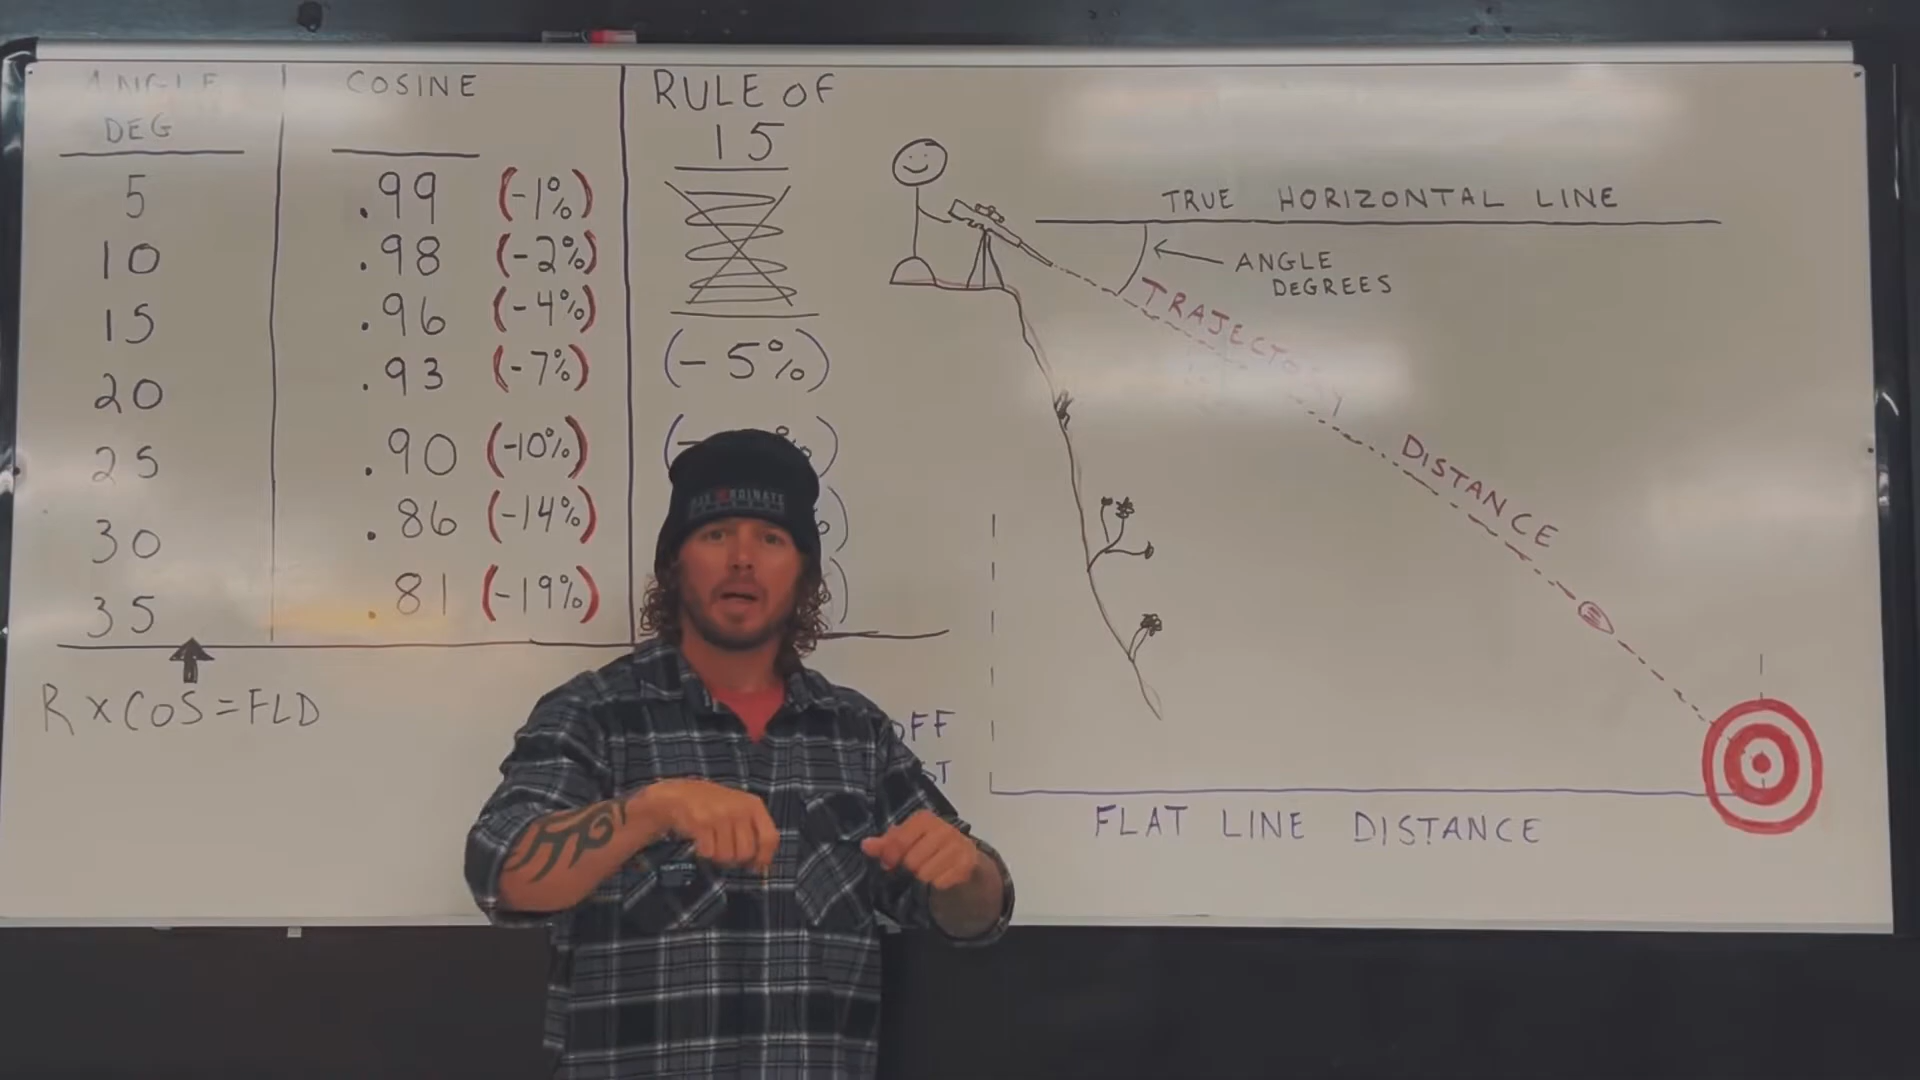 ANGLE
DEG
5
10
15
20
25
30
35
COSINE
.99 (-1%)
.98 (-2%)
.96 (-4%)
.93 (-7%)
.90 (-10%)
.86 (-14%)
.81 (-19%)
RULE OF
15
(-5%)
R x COS = FLD
OFF
TRUE HORIZONTAL LINE
ANGLE
DEGREES
TRAJECTORY
DISTANCE
FLAT LINE DISTANCE